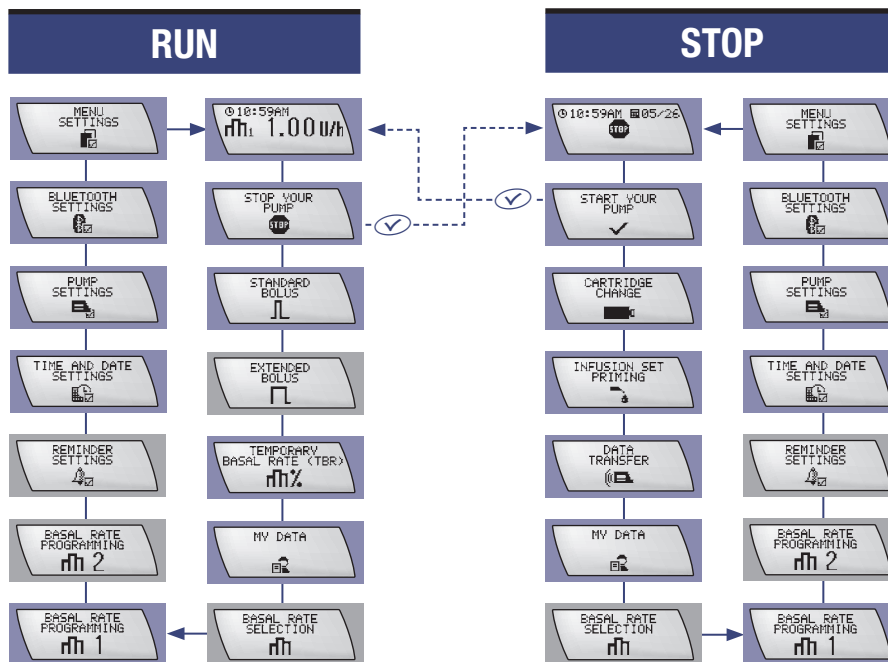 RUN
STOP
MENU
SETTINGS
BLUETOOTH
SETTINGS
PUMP
SETTINGS
TIME AND DATE
SETTINGS
REMINDER
SETTINGS
BASAL RATE
PROGRAMMING
2
BASAL RATE
PROGRAMMING
1
10:59AM
1 1.00 U/h
STOP YOUR
PUMP
STOP
STANDARD
BOLUS
EXTENDED
BOLUS
TEMPORARY
BASAL RATE (TBR)
%
MY DATA
BASAL RATE
SELECTION
10:59AM 05/26
STOP
START YOUR
PUMP
CARTRIDGE
CHANGE
INFUSION SET
PRIMING
DATA
TRANSFER
MY DATA
BASAL RATE
SELECTION
MENU
SETTINGS
BLUETOOTH
SETTINGS
PUMP
SETTINGS
TIME AND DATE
SETTINGS
REMINDER
SETTINGS
BASAL RATE
PROGRAMMING
2
BASAL RATE
PROGRAMMING
1